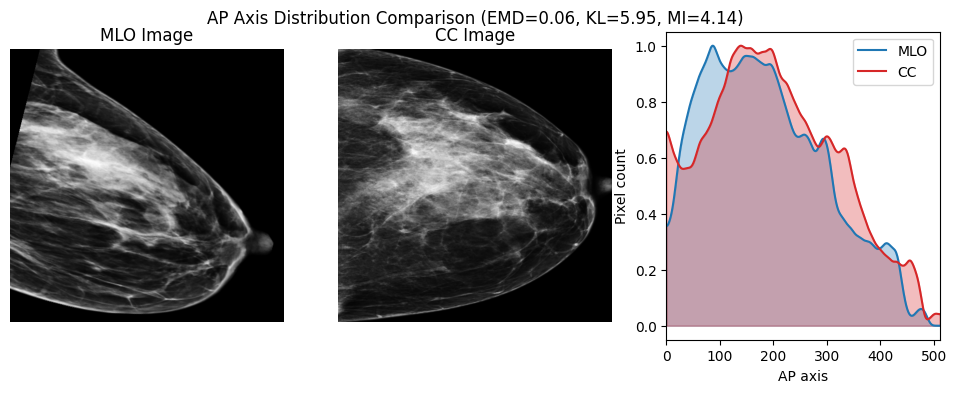 AP Axis Distribution Comparison (EMD=0.06, KL=5.95, MI=4.14)
MLO Image
CC Image
MLO
CC
Pixel count
1.0
0.8
0.6
0.4
0.2
0.0
0 100 200 300 400 500
AP axis